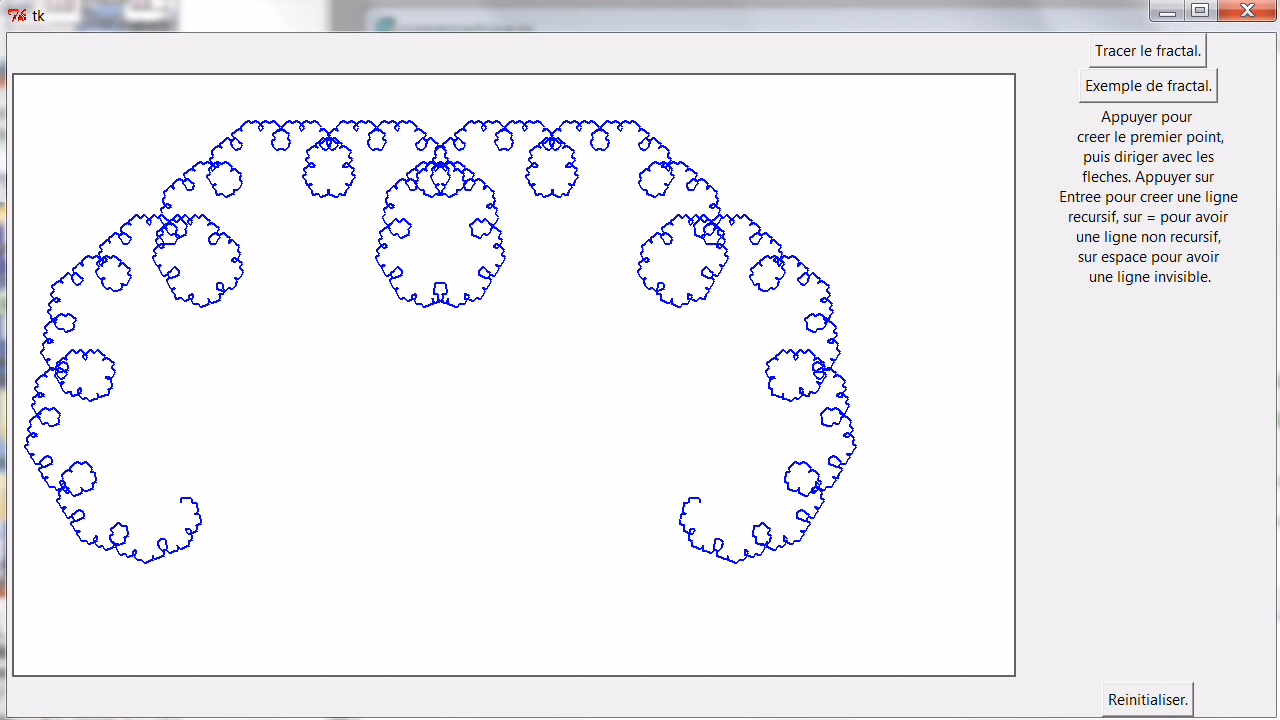 tk
Tracer le fractal.
Exemple de fractal.
Appuyer pour
creer le premier point,
puis diriger avec les
fleches. Appuyer sur
Entree pour creer une ligne
recursif, sur = pour avoir
une ligne non recursif,
sur espace pour avoir
une ligne invisible.
Reinitialiser.